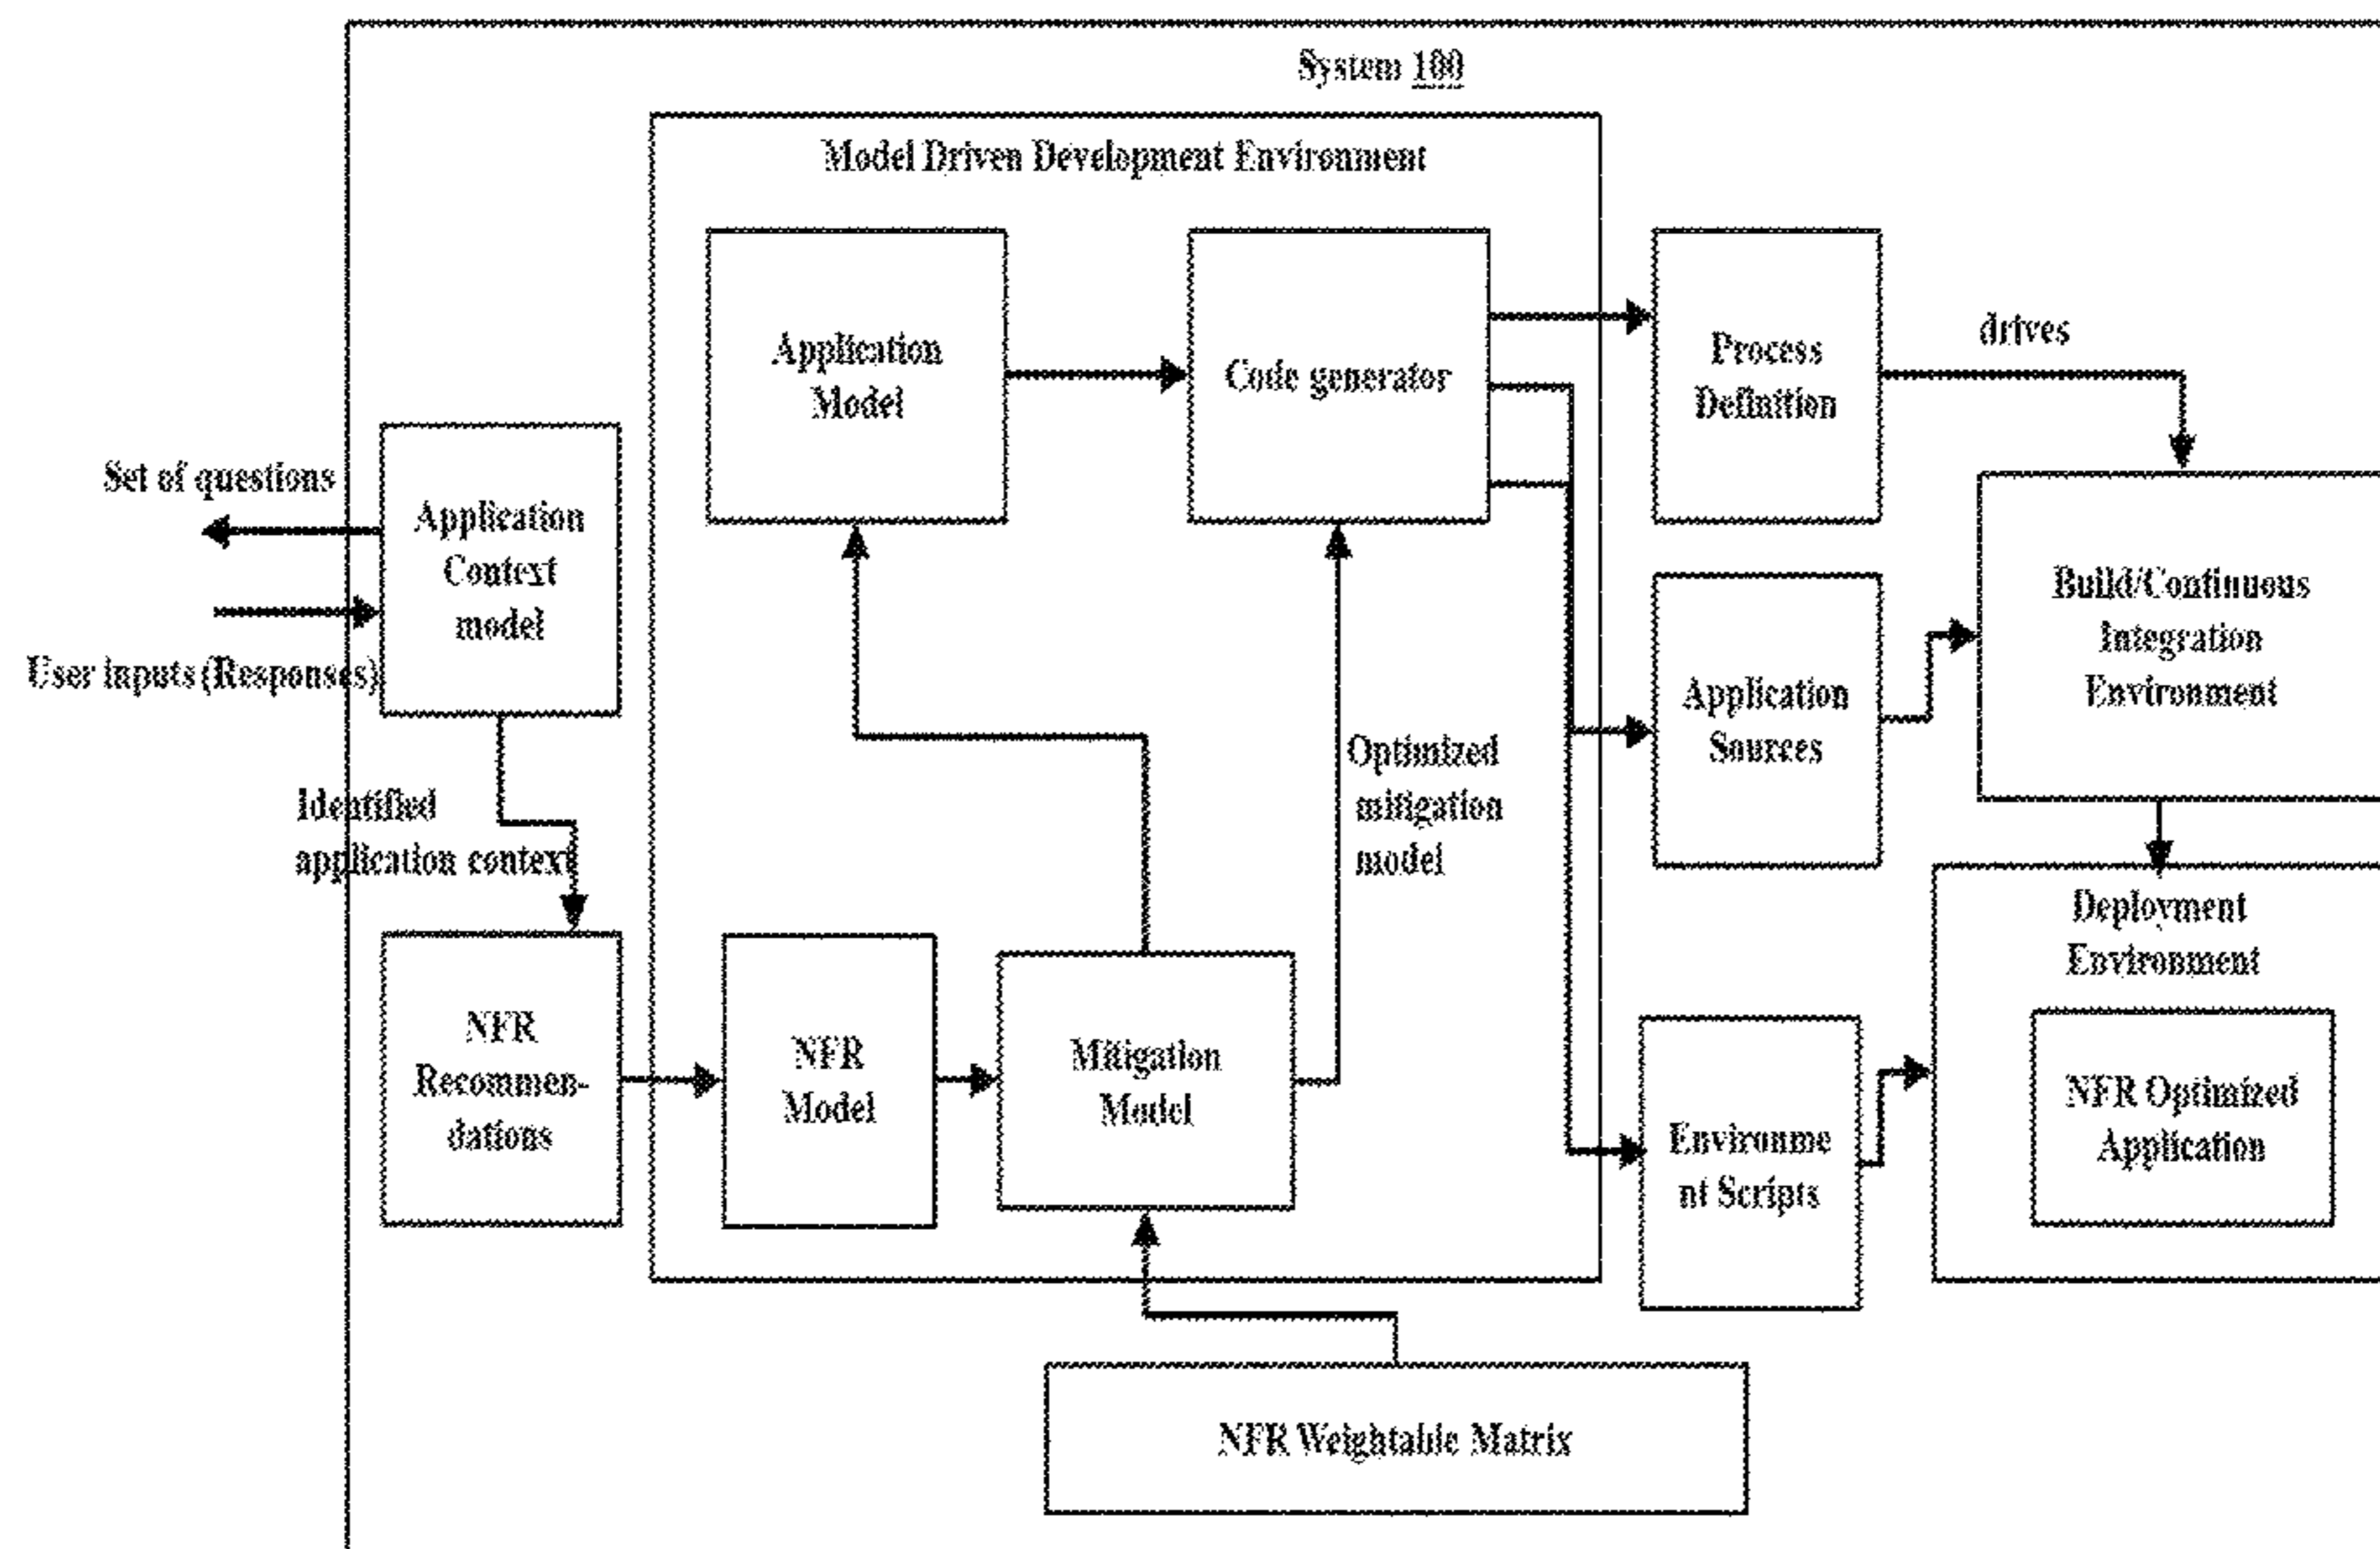 System 100
Model Driven Development Environment
Application
Model
Code generator
Process
Definition
drives
Set of questions
Application
Context
model
User inputs (Responses)
Build/Continuous
Integration
Environment
Application
Sources
Optimized
mitigation
model
Identified
application context
Deployment
Environment
NFR
Recommen-
dations
NFR
Model
Mitigation
Model
Environme
nt Scripts
NFR Optimized
Application
NFR Weightable Matrix